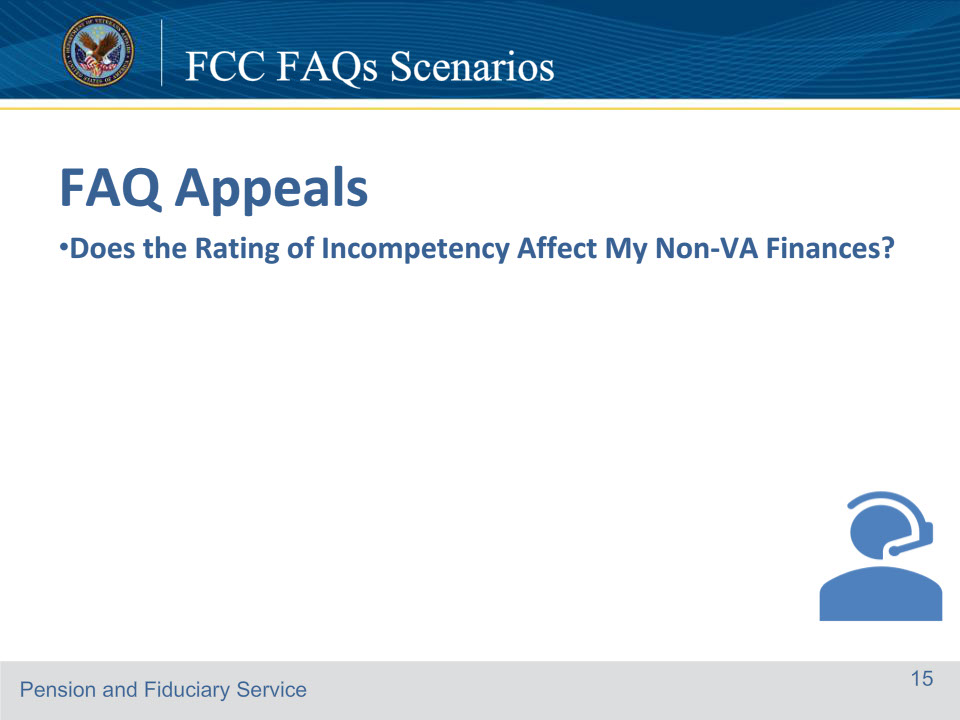 FCC FAQs Scenarios
FAQ Appeals
•Does the Rating of Incompetency Affect My Non-VA Finances?
Pension and Fiduciary Service
15